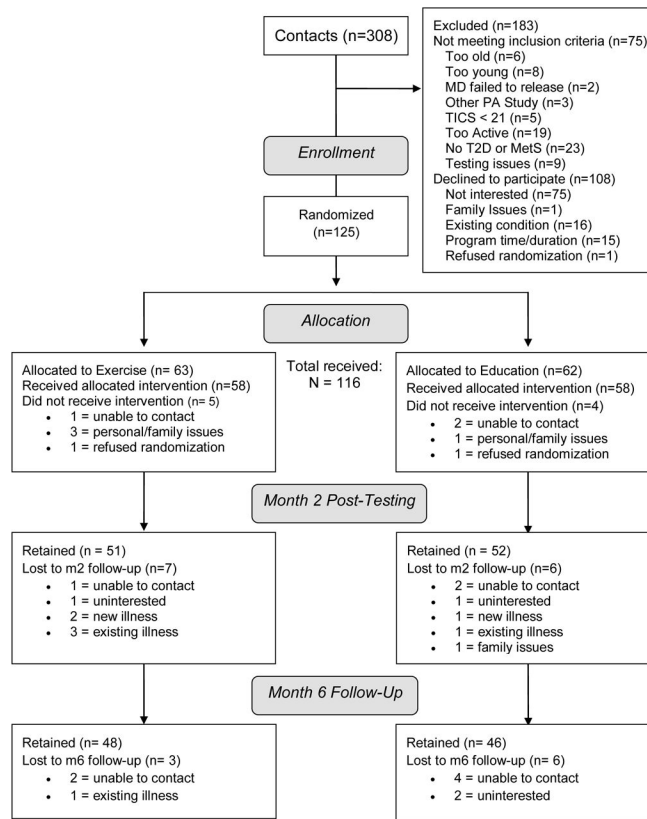 Contacts (n=308)
Excluded (n=183)
Not meeting inclusion criteria (n=75)
Too old (n=6)
Too young (n=8)
MD failed to release (n=2)
Other PA Study (n=3)
TICS < 21 (n=5)
Too Active (n=19)
No T2D or MetS (n=23)
Testing issues (n=9)
Declined to participate (n=108)
Not interested (n=75)
Family Issues (n=1)
Existing condition (n=16)
Program time/duration (n=15)
Refused randomization (n=1)
Enrollment
Randomized
(n=125)
Allocation
Allocated to Exercise (n= 63)
Received allocated intervention (n=58)
Did not receive intervention (n= 5)
• 1 = unable to contact
• 3 = personal/family issues
• 1 = refused randomization
Total received:
N = 116
Allocated to Education (n=62)
Received allocated intervention (n=58)
Did not receive intervention (n=4)
• 2 = unable to contact
• 1 = personal/family issues
• 1 = refused randomization
Month 2 Post-Testing
Retained (n = 51)
Lost to m2 follow-up (n=7)
• 1 = unable to contact
• 1 = uninterested
• 2 = new illness
• 3 = existing illness
Retained (n = 52)
Lost to m2 follow-up (n=6)
• 2 = unable to contact
• 1 = uninterested
• 1 = new illness
• 1 = existing illness
• 1 = family issues
Month 6 Follow-Up
Retained (n= 48)
Lost to m6 follow-up (n= 3)
• 2 = unable to contact
• 1 = existing illness
Retained (n= 46)
Lost to m6 follow-up (n= 6)
• 4 = unable to contact
• 2 = uninterested